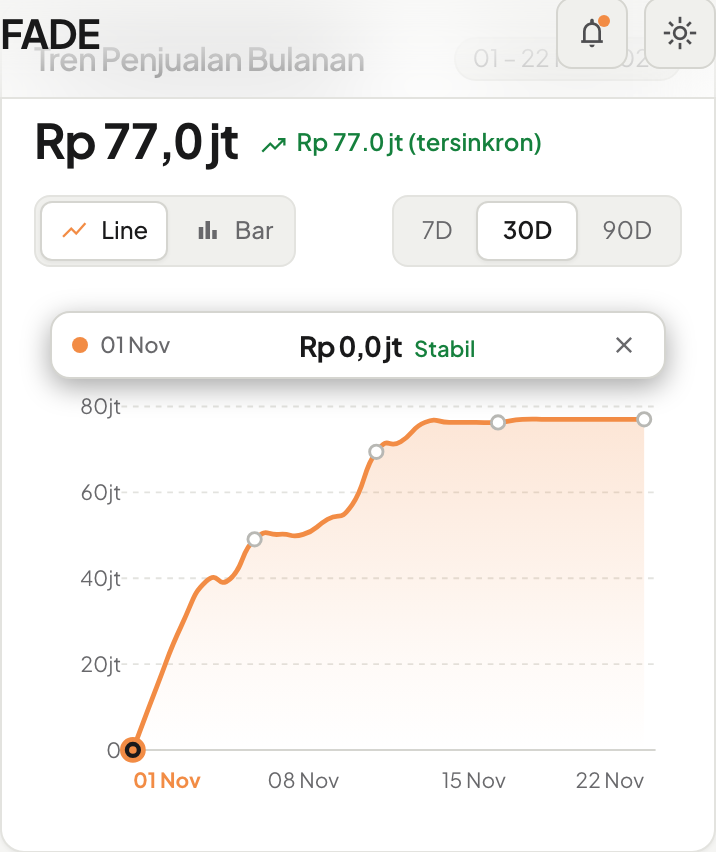 FADE
Tren Penjualan Bulanan
01 – 22
Rp 77,0 jt
Rp 77.0 jt (tersinkron)
Line
Bar
7D
30D
90D
01 Nov
Rp 0,0 jt
Stabil
80jt
60jt
40jt
20jt
0
01 Nov
08 Nov
15 Nov
22 Nov